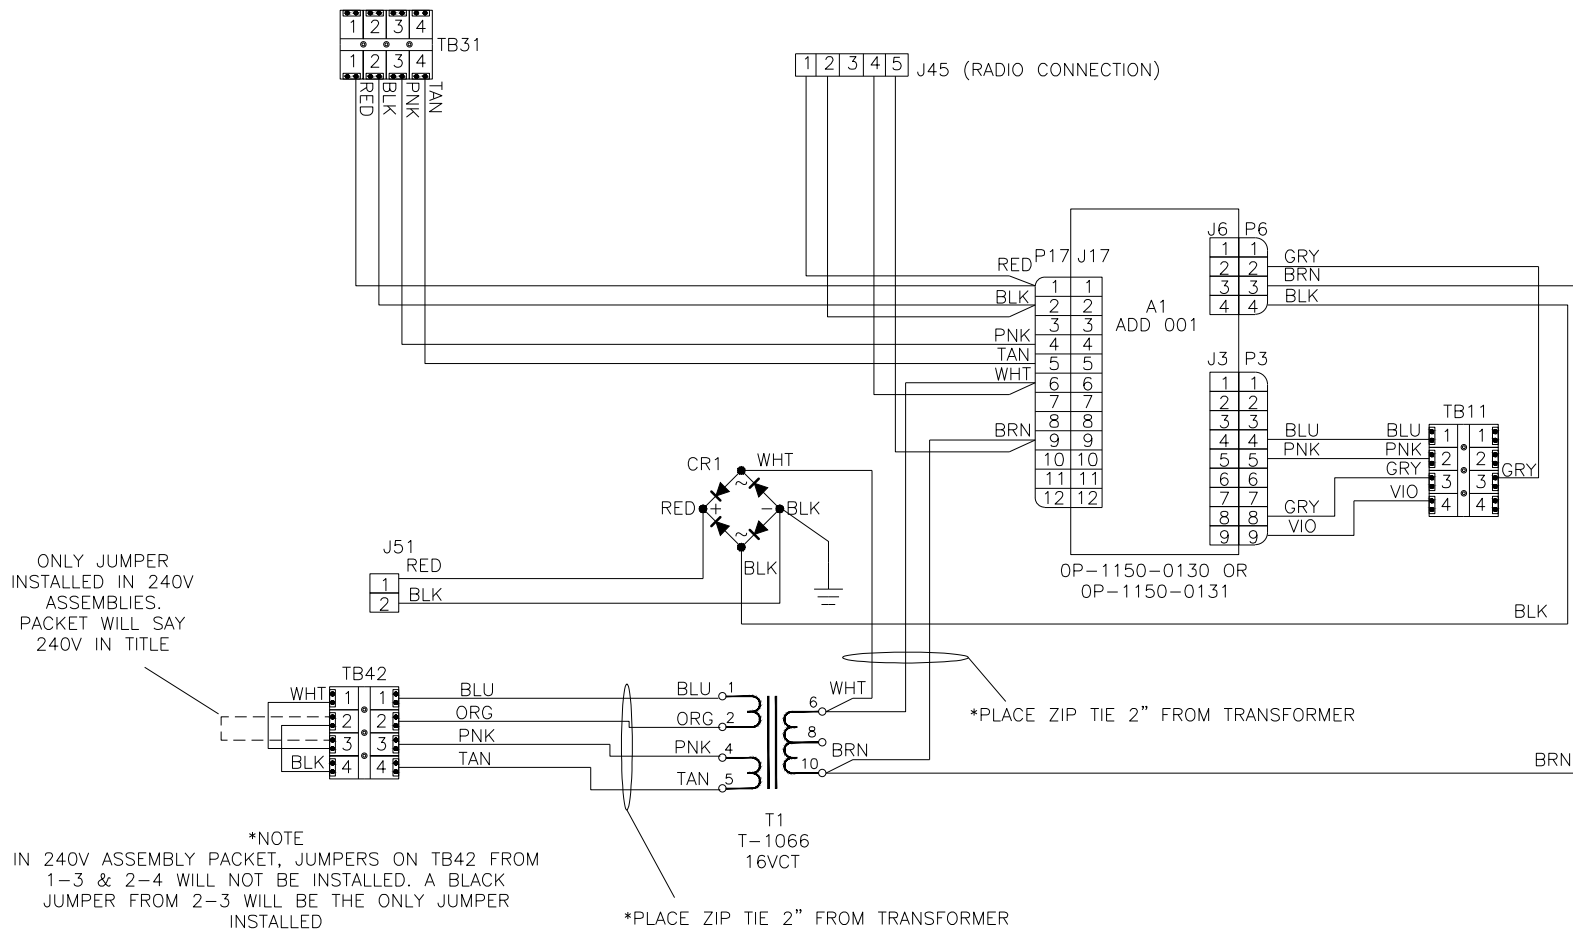 1 2 3 4
TB31
1 2 3 4
RED
BLK
PNK
TAN
1 2 3 4 5
J45 (RADIO CONNECTION)
P17 J17
RED
BLK
PNK
TAN
WHT
BRN
1 1
2 2
3 3
4 4
5 5
6 6
7 7
8 8
9 9
10 10
11 11
12 12
A1
ADD 001
J6 P6
1 1
2 2
3 3
4 4
GRY
BRN
BLK
J3 P3
1 1
2 2
3 3
4 4
5 5
6 6
7 7
8 8
9 9
BLU
PNK
GRY
VIO
TB11
BLU
PNK
GRY
VIO
1 1
2 2
3 3
4 4
GRY
0P-1150-0130 OR
0P-1150-0131
CR1
WHT
~
RED
+
-
BLK
~
BLK
J51
1
2
RED
BLK
BLK
ONLY JUMPER
INSTALLED IN 240V
ASSEMBLIES.
PACKET WILL SAY
240V IN TITLE
TB42
WHT
BLK
1 1
2 2
3 3
4 4
BLU
ORG
PNK
TAN
BLU 1
ORG 2
PNK 4
TAN 5
6
8
10
WHT
BRN
*PLACE ZIP TIE 2" FROM TRANSFORMER
BRN
T1
T-1066
16VCT
*NOTE
IN 240V ASSEMBLY PACKET, JUMPERS ON TB42 FROM
1-3 & 2-4 WILL NOT BE INSTALLED. A BLACK
JUMPER FROM 2-3 WILL BE THE ONLY JUMPER
INSTALLED
*PLACE ZIP TIE 2" FROM TRANSFORMER